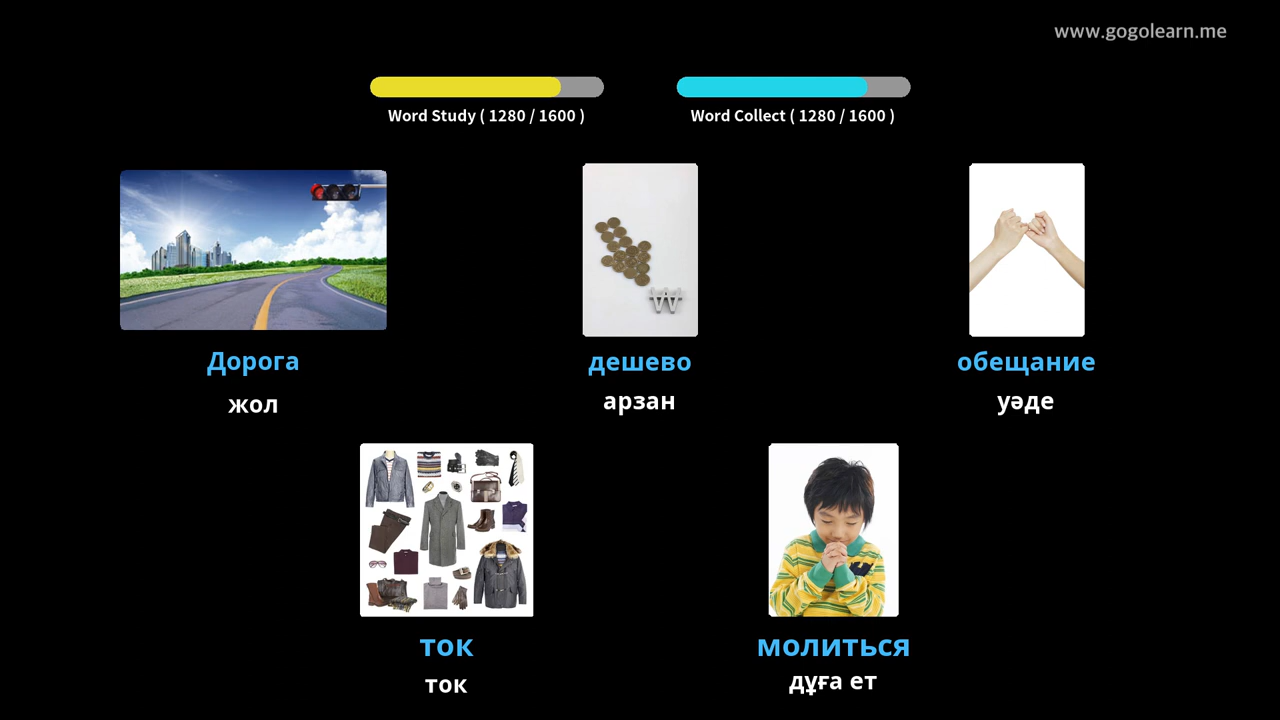 www.gogolearn.me
Word Study ( 1280 / 1600 )
Word Collect ( 1280 / 1600 )
Дорога
жол
дешево
арзан
обещание
уәде
ток
ток
молиться
дұға ет